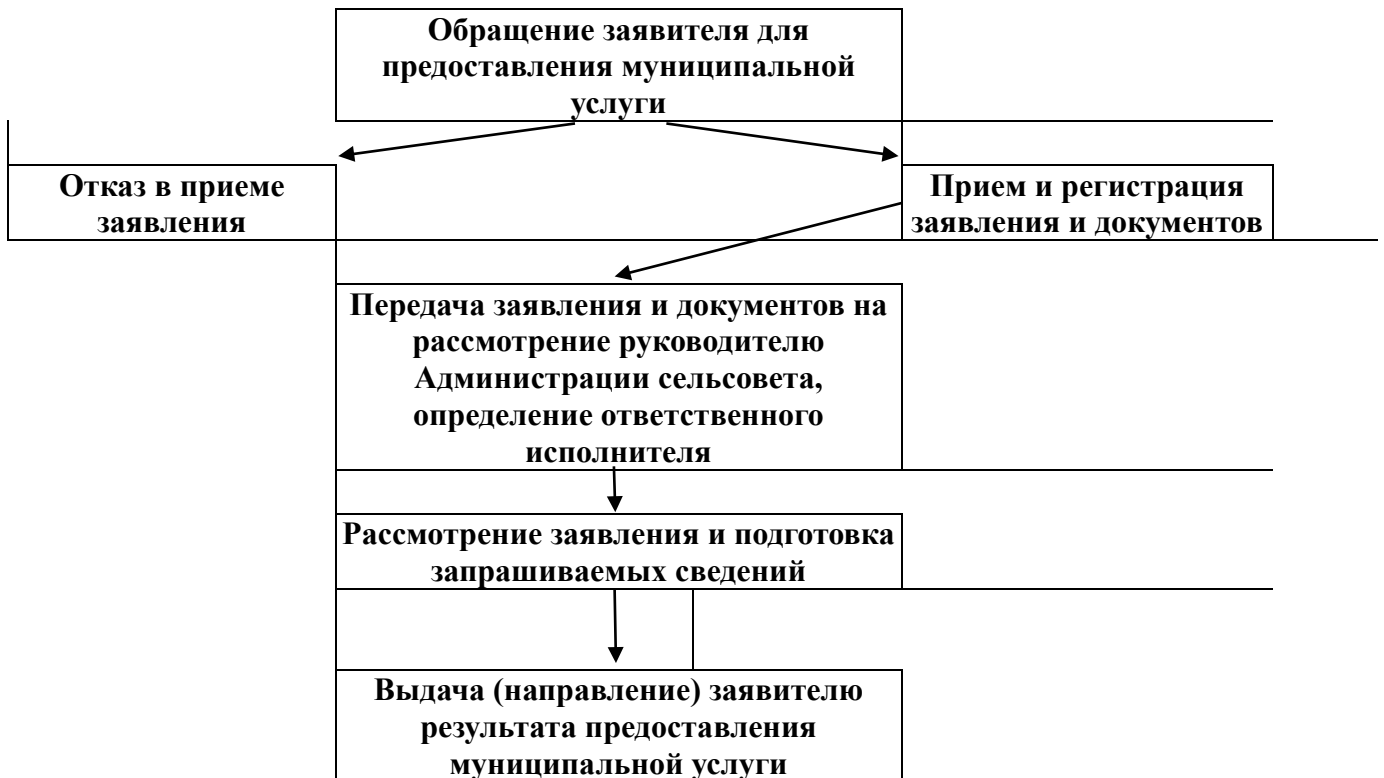 Обращение заявителя для
предоставления муниципальной
услуги
Отказ в приеме
заявления
Прием и регистрация
заявления и документов
Передача заявления и документов на
рассмотрение руководителю
Администрации сельсовета,
определение ответственного
исполнителя
Рассмотрение заявления и подготовка
запрашиваемых сведений
Выдача (направление) заявителю
результата предоставления
муниципальной услуги